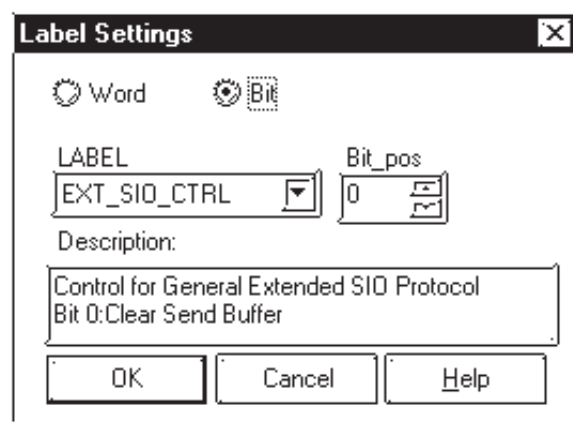 Label Settings
Word Bit
LABEL Bit_pos
EXT_SIO_CTRL 0
Description:
Control for General Extended SIO Protocol
Bit 0:Clear Send Buffer
OK Cancel Help